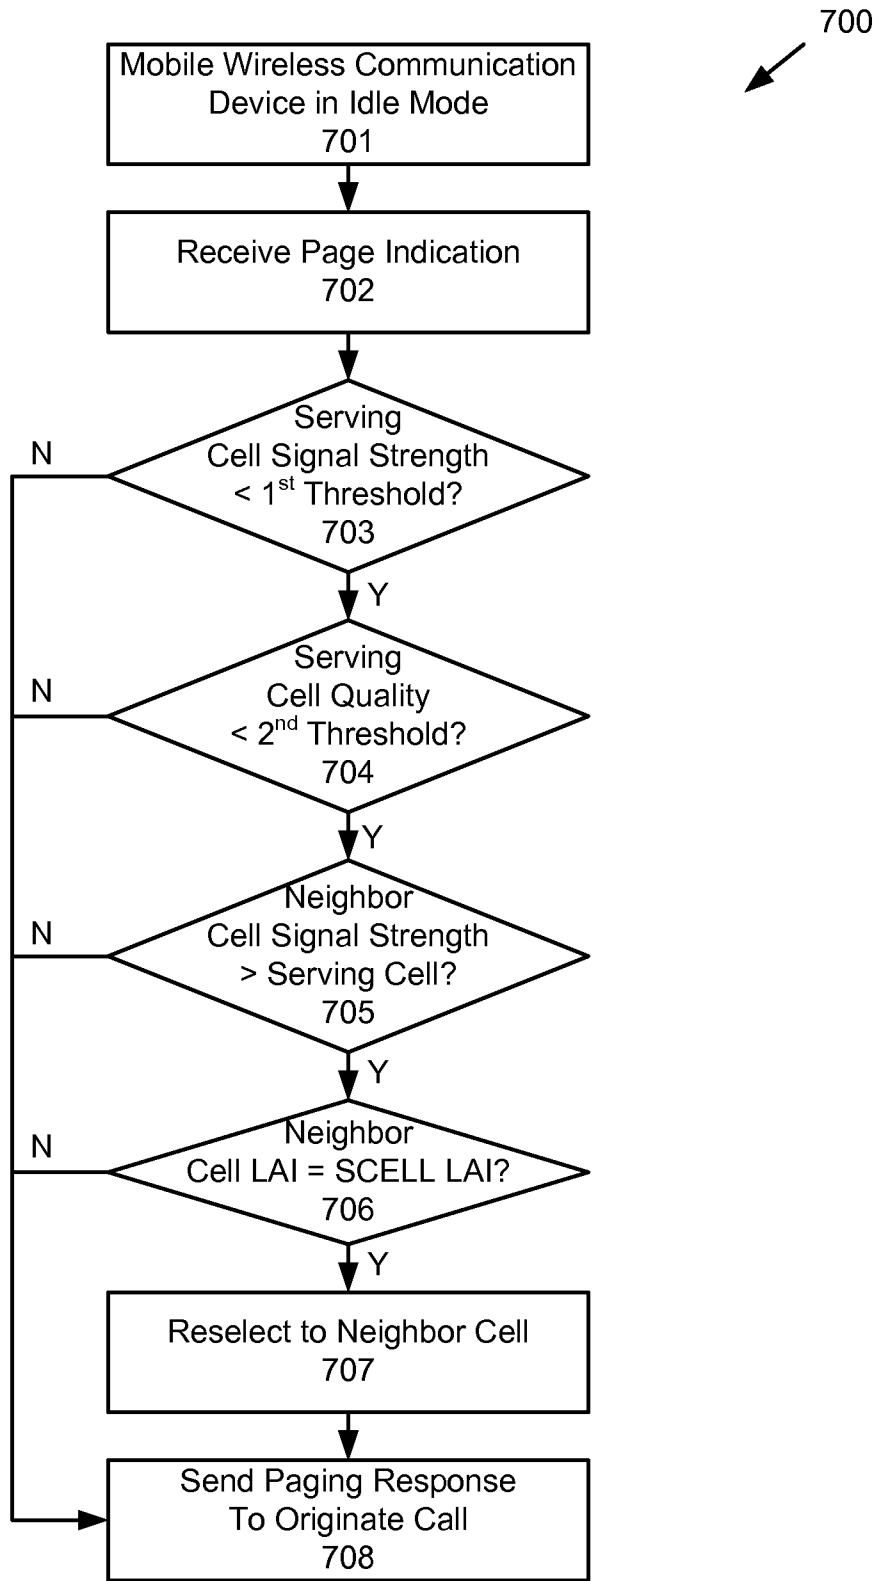 700
Mobile Wireless Communication
Device in Idle Mode
701
Receive Page Indication
702
Serving
Cell Signal Strength
< 1st Threshold?
703
N
Y
Serving
Cell Quality
< 2nd Threshold?
704
N
Y
Neighbor
Cell Signal Strength
> Serving Cell?
705
N
Y
Neighbor
Cell LAI = SCELL LAI?
706
N
Y
Reselect to Neighbor Cell
707
Send Paging Response
To Originate Call
708